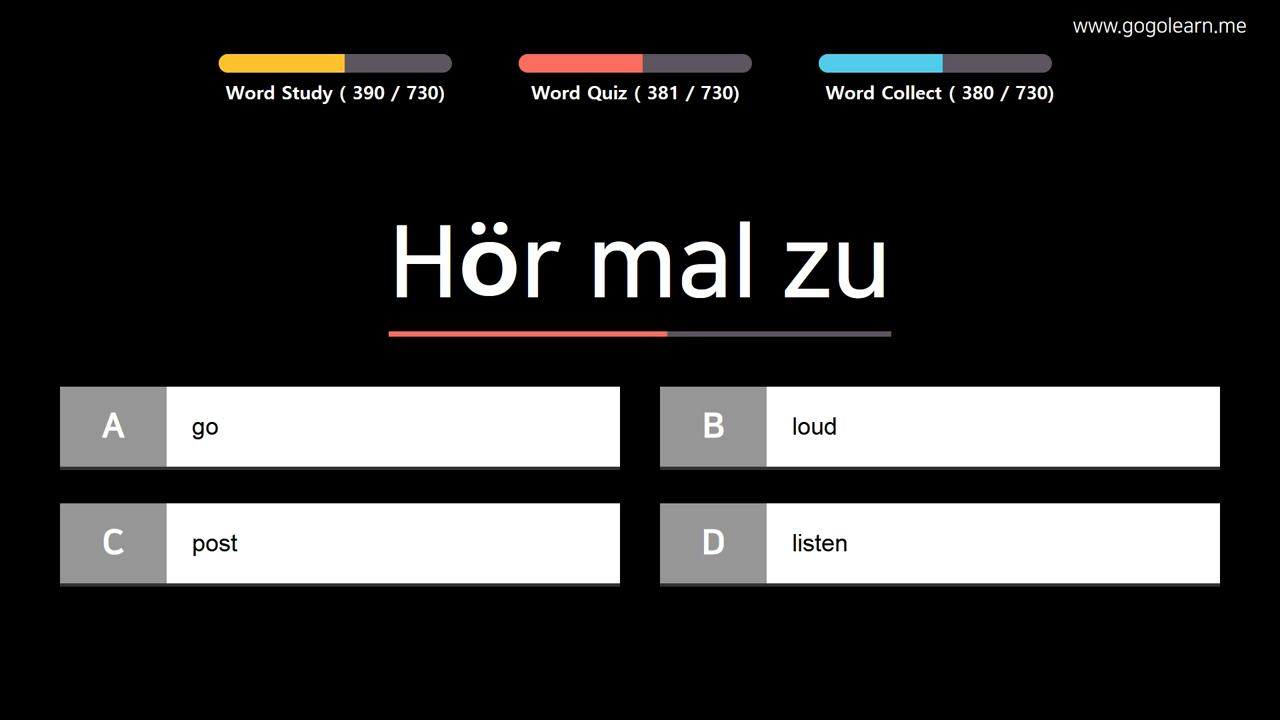 www.gogolearn.me
Word Study ( 390 / 730)
Word Quiz ( 381 / 730)
Word Collect ( 380 / 730)
Hör mal zu
A
go
B
loud
C
post
D
listen